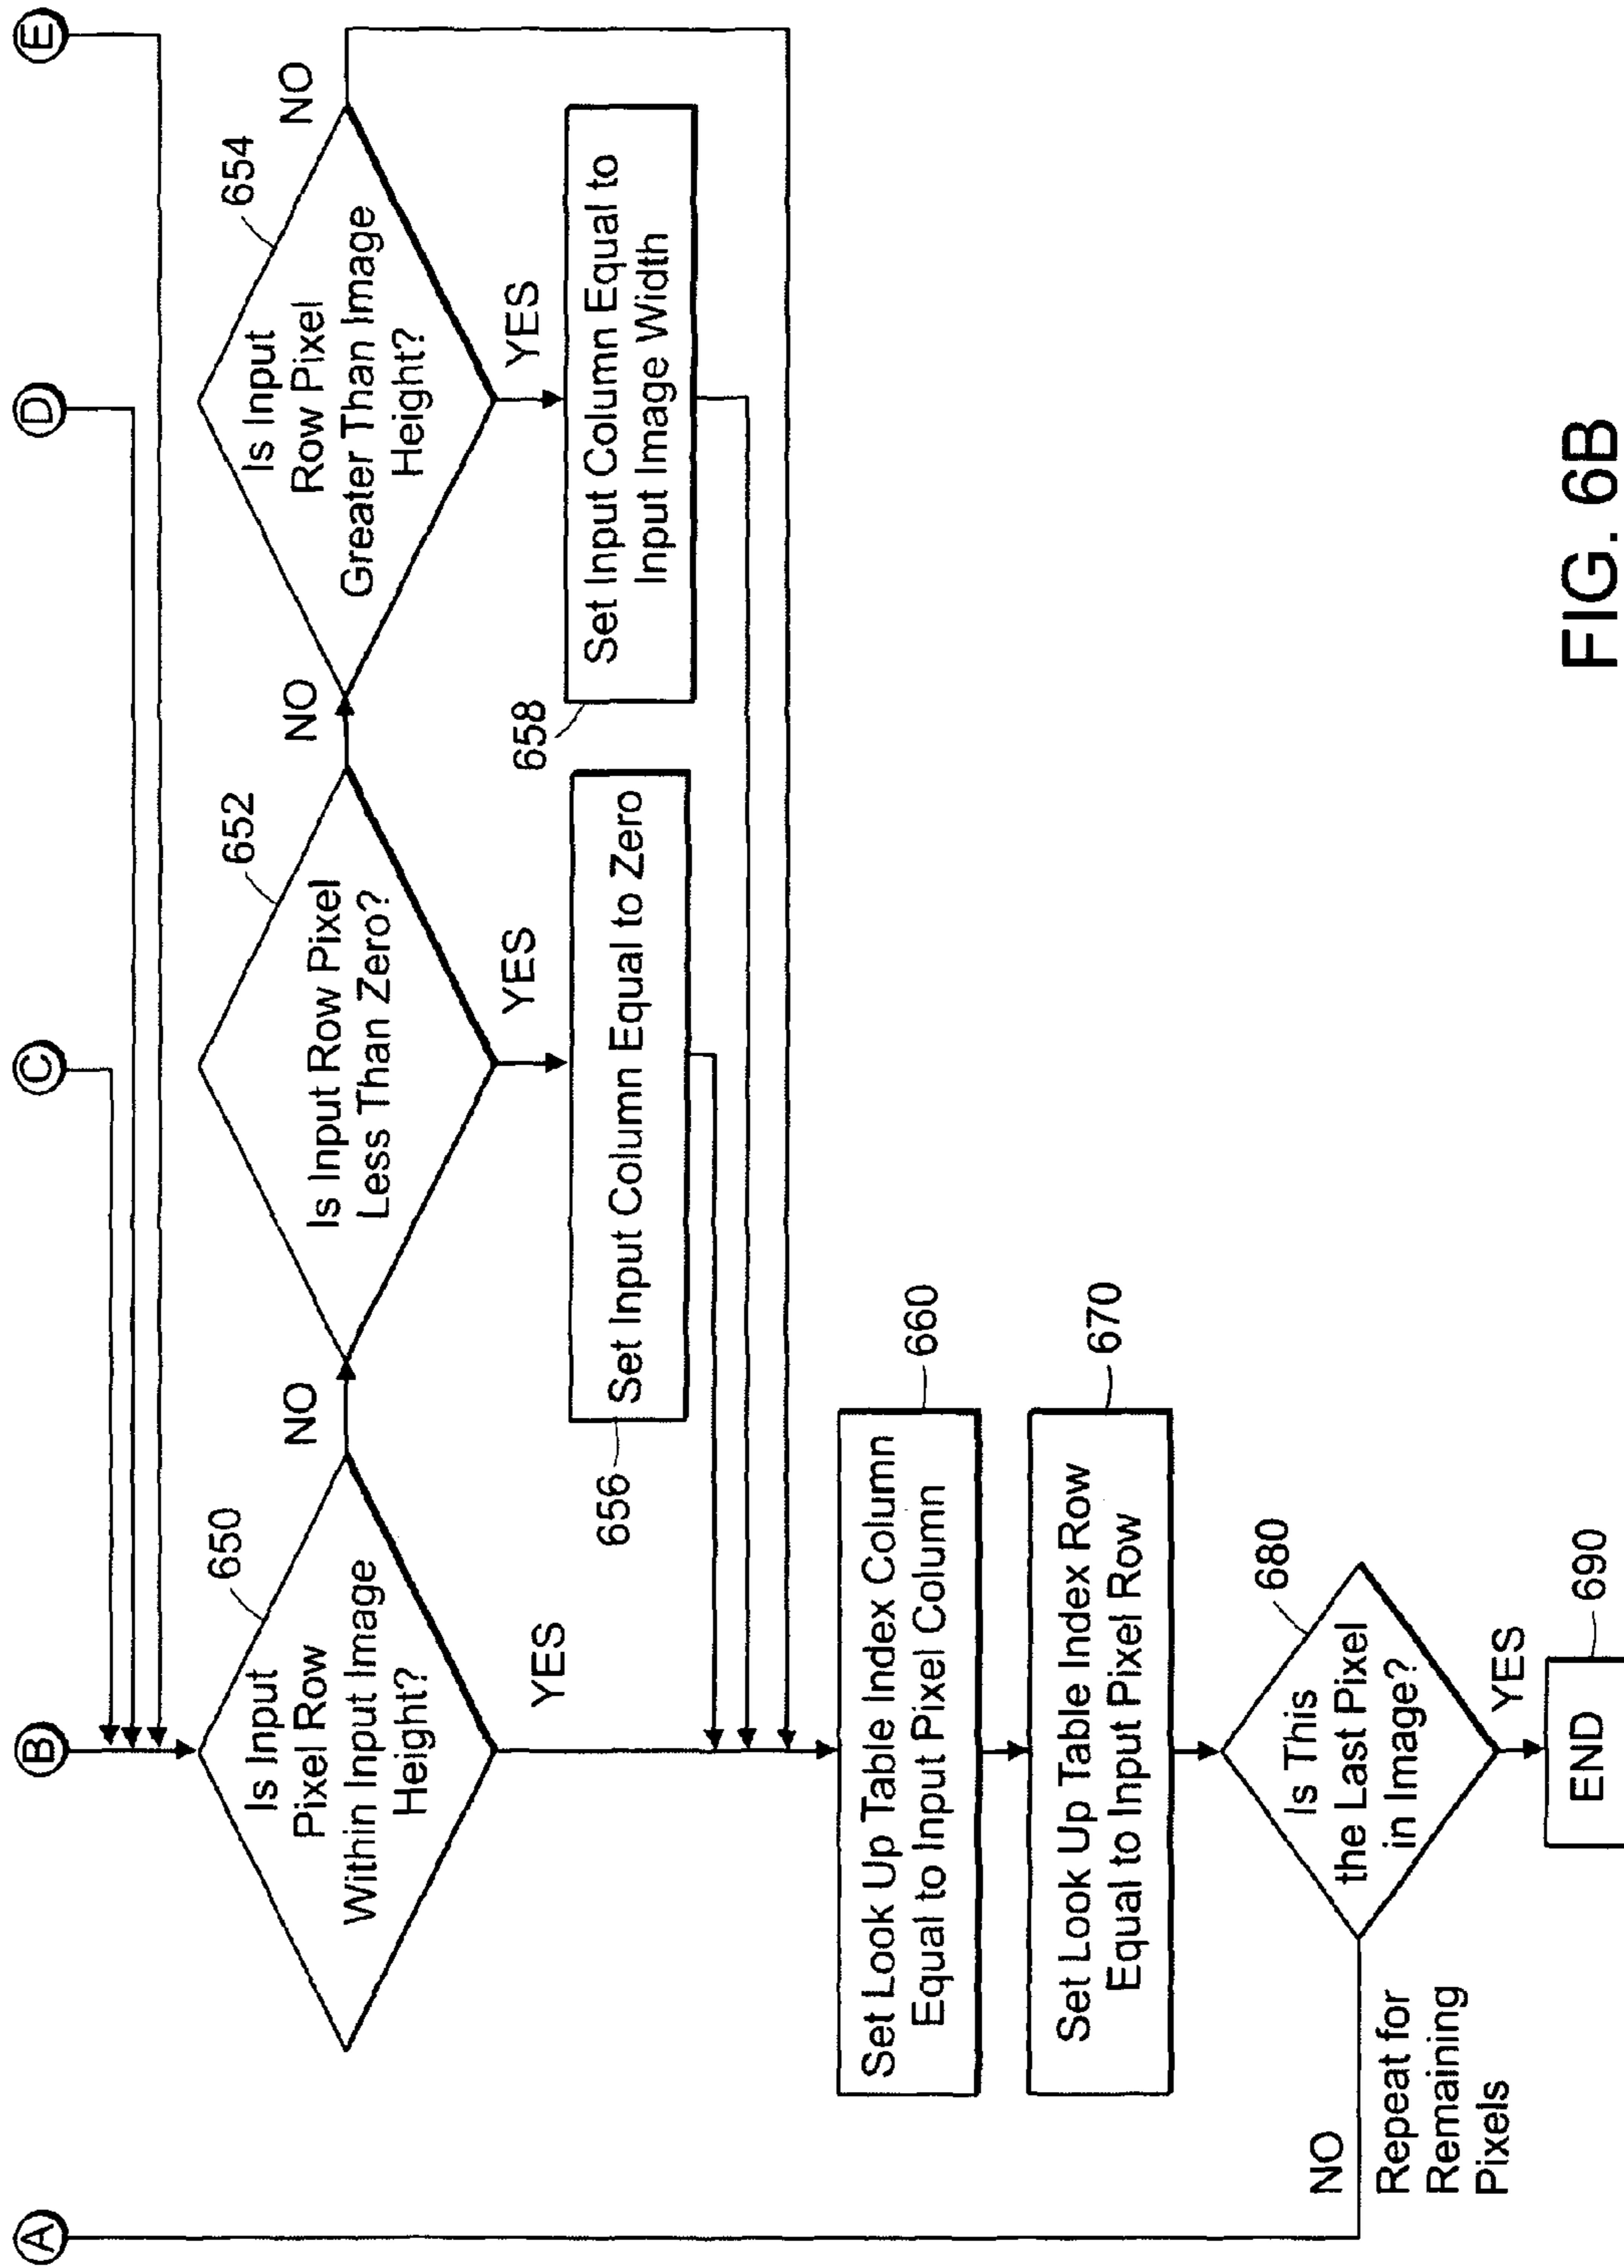 A
B
C
D
E
Is Input
Pixel Row
Within Input Image
Height?
650
NO
YES
Is Input Row Pixel
Less Than Zero?
652
NO
YES
Is Input
Row Pixel
Greater Than Image
Height?
654
NO
YES
656
Set Input Column Equal to Zero
658
Set Input Column Equal to
Input Image Width
Set Look Up Table Index Column
Equal to Input Pixel Column
660
Set Look Up Table Index Row
Equal to Input Pixel Row
670
Is This
the Last Pixel
in Image?
680
NO
Repeat for
Remaining
Pixels
YES
END
690
FIG. 6B